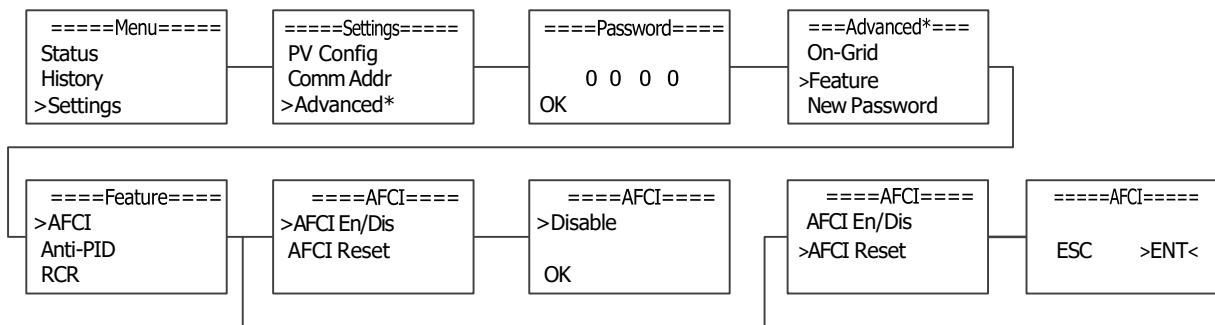 =====Menu=====
Status
History
>Settings
=====Settings=====
PV Config
Comm Addr
>Advanced*
====Password====
0 0 0 0
OK
===Advanced*===
On-Grid
>Feature
New Password
====Feature====
>AFCI
Anti-PID
RCR
====AFCI====
>AFCI En/Dis
AFCI Reset
====AFCI====
>Disable
OK
====AFCI====
AFCI En/Dis
>AFCI Reset
=====AFCI=====
ESC >ENT<